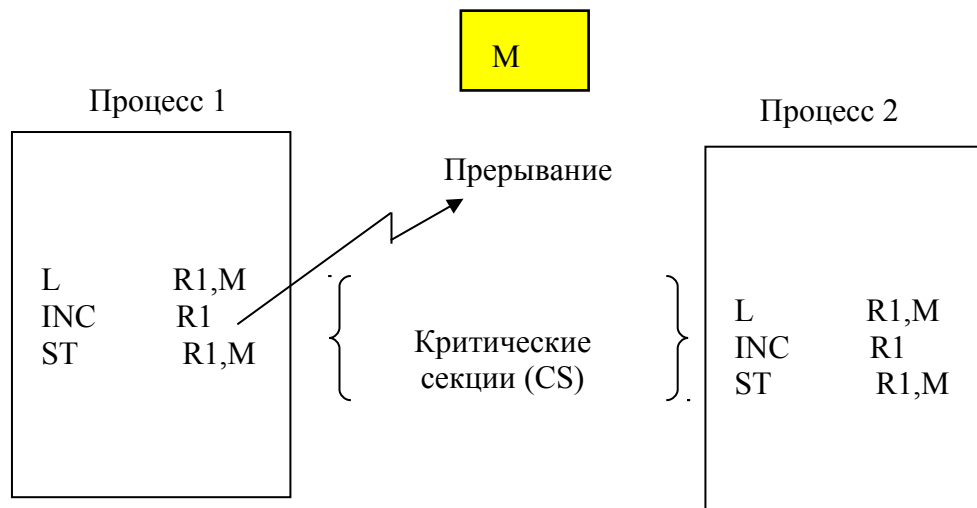 M
Процесс 1
Процесс 2
Прерывание
L R1,M
INC R1
ST R1,M
Критические
секции (CS)
L R1,M
INC R1
ST R1,M